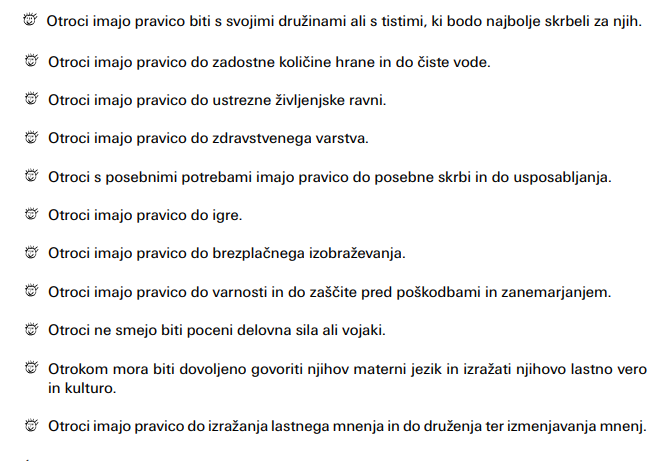 Otroci imajo pravico biti s svojimi družinami ali s tistimi, ki bodo najbolje skrbeli za njih.
Otroci imajo pravico do zadostne količine hrane in do čiste vode.
Otroci imajo pravico do ustrezne življenjske ravni.
Otroci imajo pravico do zdravstvenega varstva.
Otroci s posebnimi potrebami imajo pravico do posebne skrbi in do usposabljanja.
Otroci imajo pravico do igre.
Otroci imajo pravico do brezplačnega izobraževanja.
Otroci imajo pravico do varnosti in do zaščite pred poškodbami in zanemarjanjem.
Otroci ne smejo biti poceni delovna sila ali vojaki.
Otrokom mora biti dovoljeno govoriti njihov materni jezik in izražati njihovo lastno vero
in kulturo.
Otroci imajo pravico do izražanja lastnega mnenja in do druženja ter izmenjavanja mnenj.